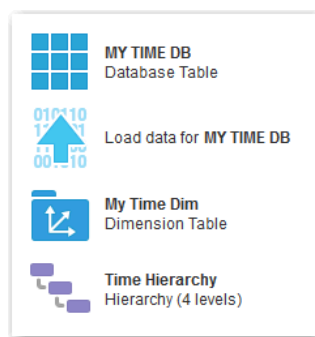 MY TIME DB
Database Table
Load data for MY TIME DB
My Time Dim
Dimension Table
Time Hierarchy
Hierarchy (4 levels)